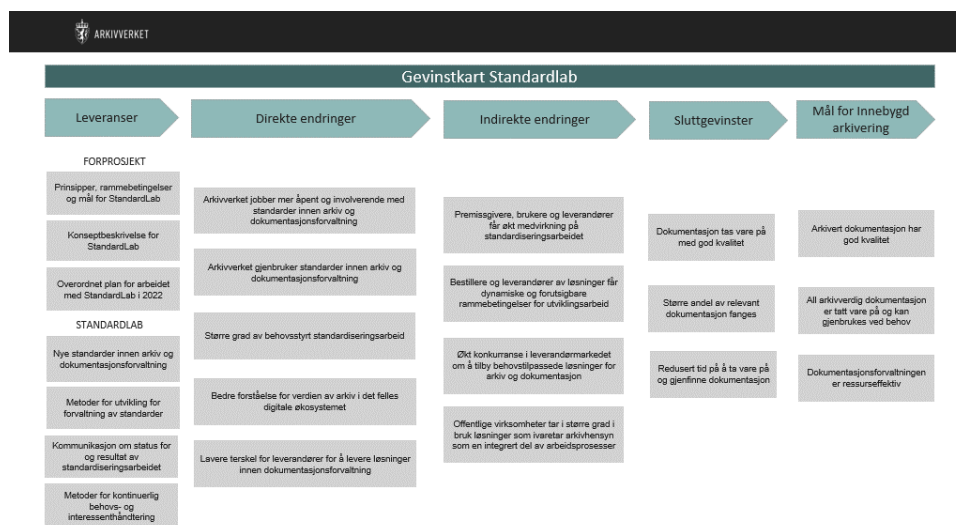 ARKIVVERKET
Gevinstkart Standardlab
Leveranser
Direkte endringer
Indirekte endringer
Sluttgevinster
Mål for Innebygd
arkivering
FORPROSJEKT
Prinsipper, rammebetingelser
og mål for StandardLab
Konseptbeskrivelse for
StandardLab
Overordnet plan for arbeidet
med StandardLab i 2022
STANDARDLAB
Nye standarder innen arkiv og
dokumentasjonsforvaltning
Metoder for utvikling for
forvaltning av standarder
Kommunikasjon om status for
og resultat av
standardiseringsarbeidet
Metoder for kontinuerlig
behovs- og
interessenthåndtering
Arkivverket jobber mer åpent og involverende med
standarder innen arkiv og
dokumentasjonsforvaltning
Arkivverket gjenbruker standarder innen arkiv og
dokumentasjonsforvaltning
Større grad av behovsstyrt standardiseringsarbeid
Bedre forståelse for verdien av arkiv i det felles
digitale økosystemet
Lavere terskel for leverandører for å levere løsninger
innen dokumentasjonsforvaltning
Premissgivere, brukere og leverandører
får økt medvirkning på
standardiseringsarbeidet
Bestillere og leverandører av løsninger får
dynamiske og forutsigbare
rammebetingelser for utviklingsarbeid
Økt konkurranse i leverandørmarkedet
om å tilby behovstilpassede løsninger for
arkiv og dokumentasjon
Offentlige virksomheter tar i større grad i
bruk løsninger som ivaretar arkivhensyn
som en integrert del av arbeidsprosesser
Dokumentasjon tas vare på
med god kvalitet
Større andel av relevant
dokumentasjon fanges
Redusert tid på å ta vare på
og gjenfinne dokumentasjon
Arkivert dokumentasjon har
god kvalitet
All arkivverdig dokumentasjon
er tatt vare på og kan
gjenbrukes ved behov
Dokumentasjonsforvaltningen
er ressurseffektiv